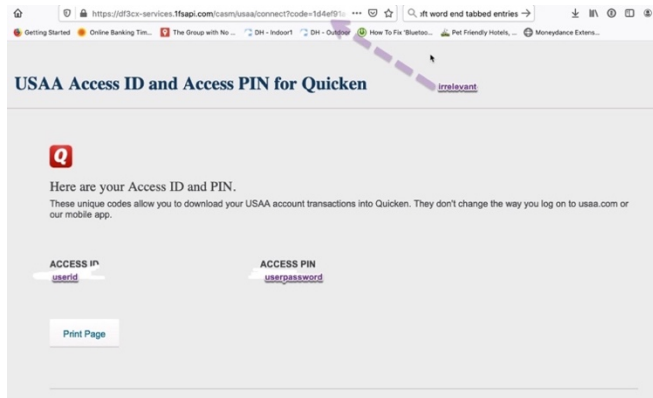 https://df3cx-services.1fsapi.com/casm/usaa/connect?code=1d4ef91 ••• oft word end tabbed entries →
Getting Started Online Banking Tim... The Group with No ... DH - Indoor1 DH - Outdoor How To Fix 'Bluetoo... Pet Friendly Hotels, ... Moneydance Extens...
USAA Access ID and Access PIN for Quicken irrelevant
Q
Here are your Access ID and PIN.
These unique codes allow you to download your USAA account transactions into Quicken. They don't change the way you log on to usaa.com or
our mobile app.
ACCESS ID ACCESS PIN
userid userpassword
Print Page